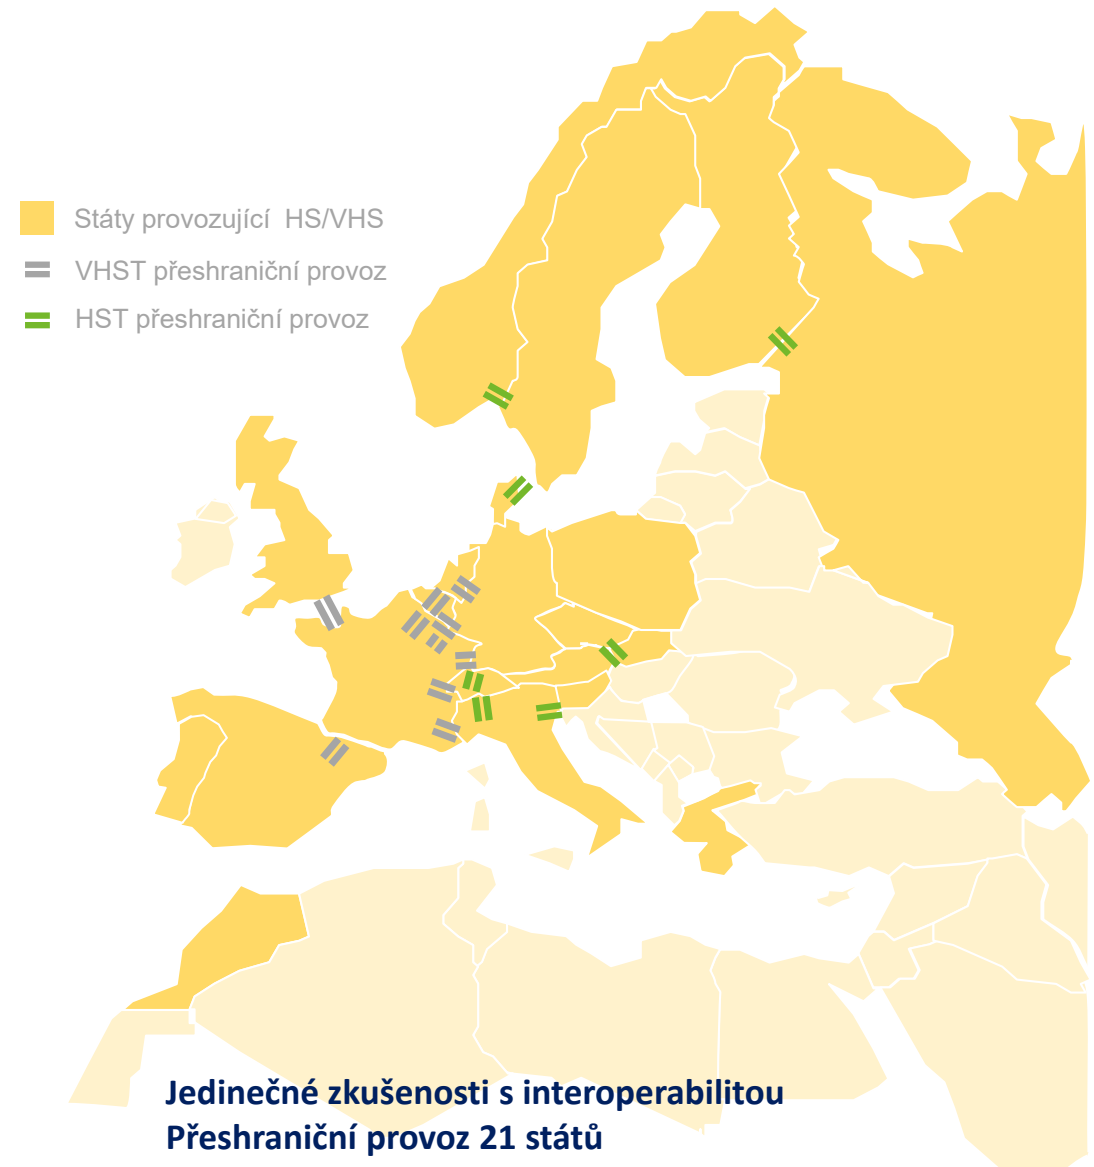 Státy provozující HS/VHS
VHST přeshraniční provoz
HST přeshraniční provoz
Jedinečné zkušenosti s interoperabilitou
Přeshraniční provoz 21 států